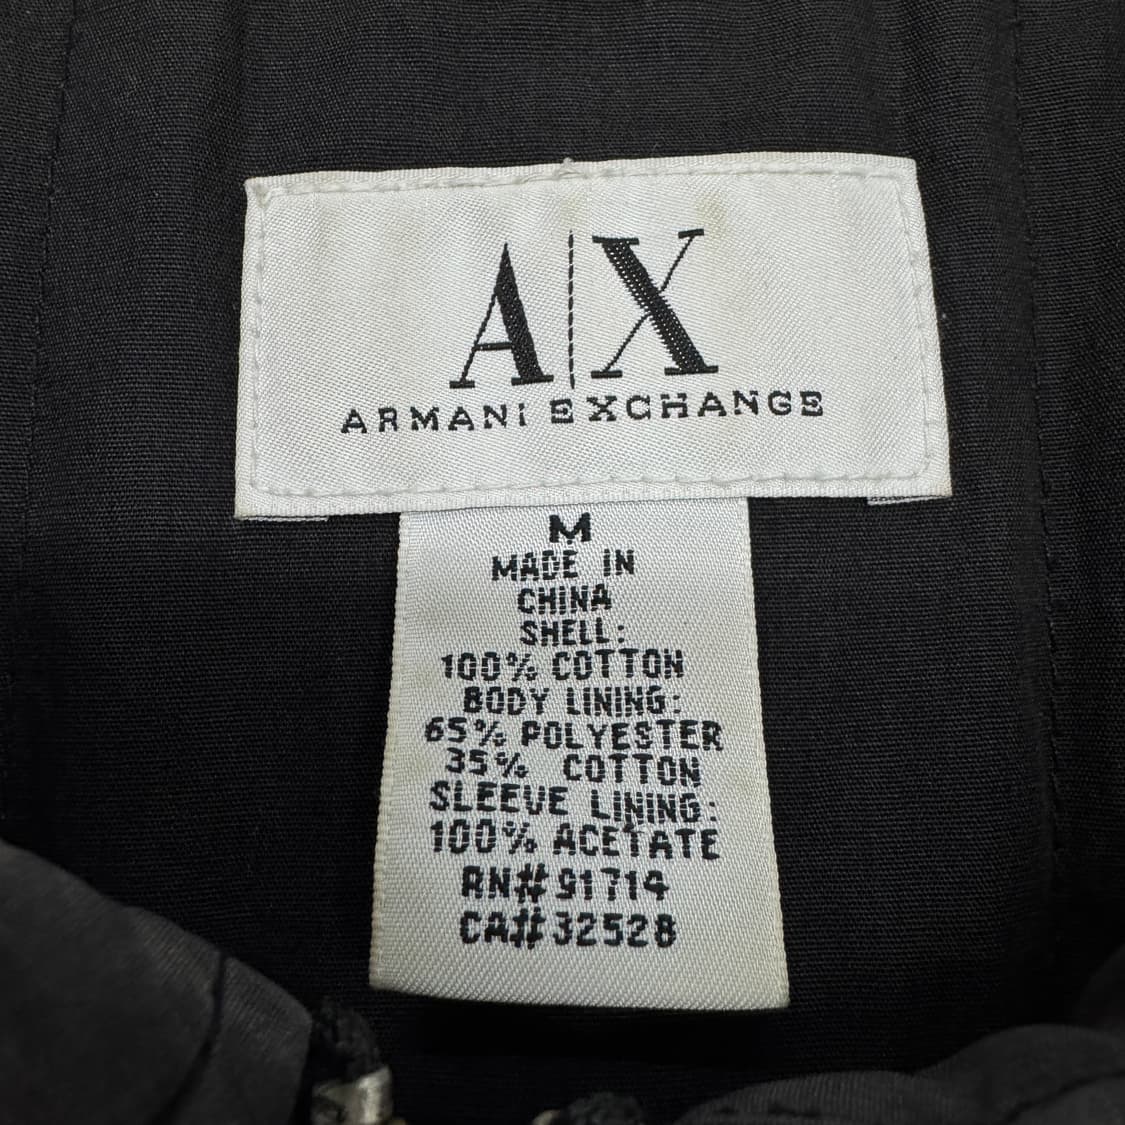 A|X
ARMANI EXCHANGE
M
MADE IN
CHINA
SHELL:
100% COTTON
BODY LINING:
65% POLYESTER
35% COTTON
SLEEVE LINING:
100% ACETATE
RN# 91714
CA# 32528